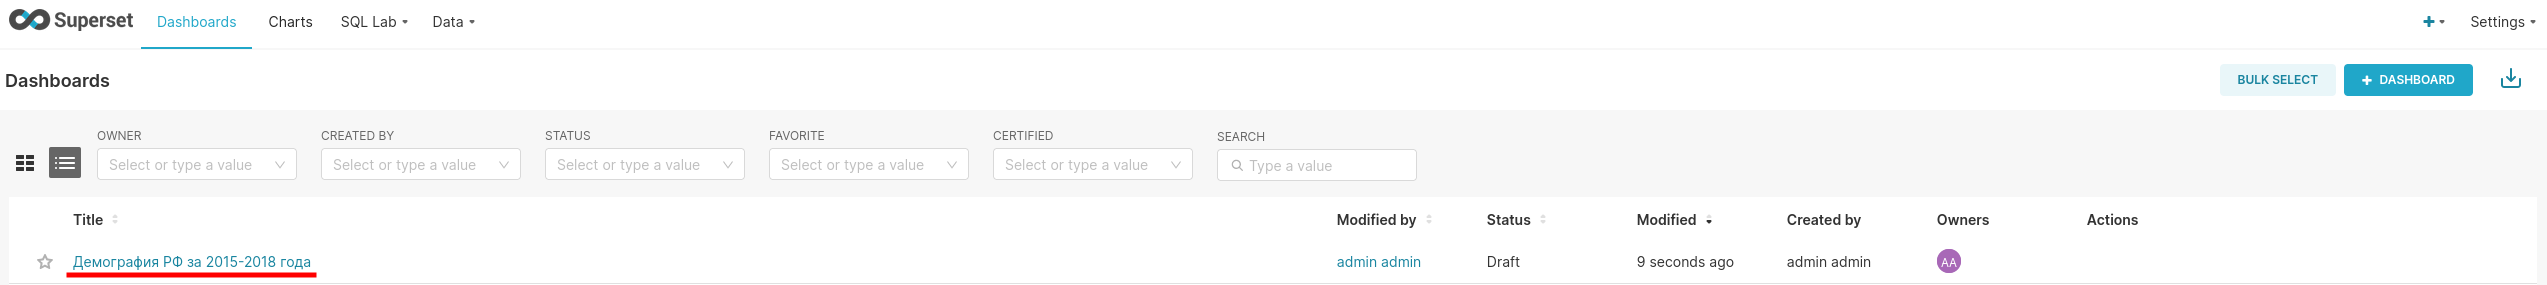 Superset Dashboards Charts SQL Lab Data Settings
Dashboards BULK SELECT + DASHBOARD
OWNER CREATED BY STATUS FAVORITE CERTIFIED SEARCH
Select or type a value Select or type a value Select or type a value Select or type a value Select or type a value Type a value
Title Modified by Status Modified Created by Owners Actions
Демография РФ за 2015-2018 года admin admin Draft 9 seconds ago admin admin AA